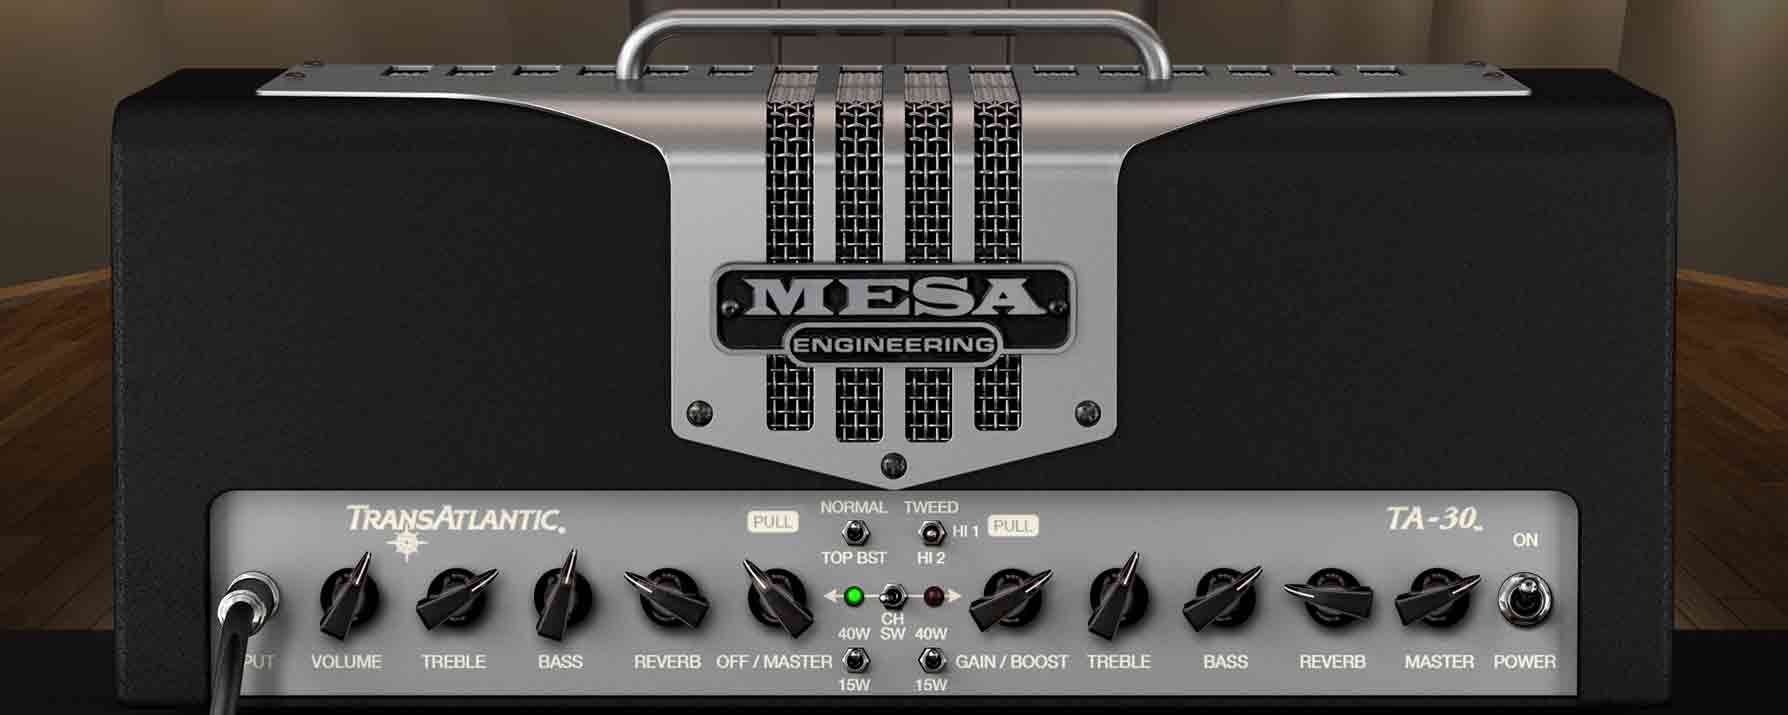 MESA
ENGINEERING
TRANSATLANTIC®
PULL
NORMAL
TOP BST
TWEED
HI 1
HI 2
PULL
TA-30™
ON
CH
SW
40W
15W
40W
15W
PUT
VOLUME
TREBLE
BASS
REVERB
OFF / MASTER
GAIN / BOOST
TREBLE
BASS
REVERB
MASTER
POWER